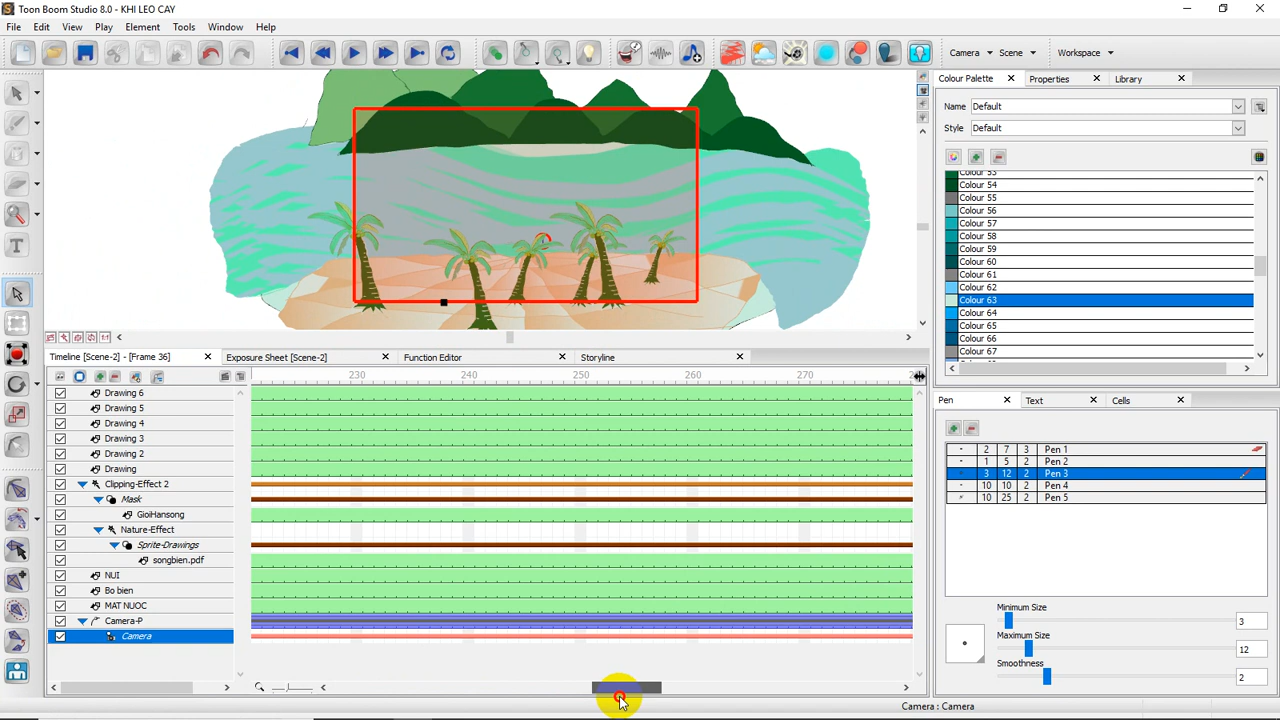 Toon Boom Studio 8.0 - KHI LEO CAY
File Edit View Play Element Tools Window Help
Camera Scene Workspace
Colour Palette Properties Library
Name Default
Style Default
Colour 53
Colour 54
Colour 55
Colour 56
Colour 57
Colour 58
Colour 59
Colour 60
Colour 61
Colour 62
Colour 63
Colour 64
Colour 65
Colour 66
Colour 67
Timeline [Scene-2] - [Frame 36] Exposure Sheet [Scene-2] Function Editor Storyline
230 240 250 260 270
Drawing 6
Drawing 5
Drawing 4
Drawing 3
Drawing 2
Drawing
Clipping-Effect 2
Mask
GioiHansong
Nature-Effect
Sprite-Drawings
songbien.pdf
NUI
Bo bien
MAT NUOC
Camera-P
Camera
Pen Text Cells
2 7 3 Pen 1
1 5 2 Pen 2
3 12 2 Pen 3
10 10 2 Pen 4
10 25 2 Pen 5
Minimum Size
3
Maximum Size
12
Smoothness
2
Camera : Camera